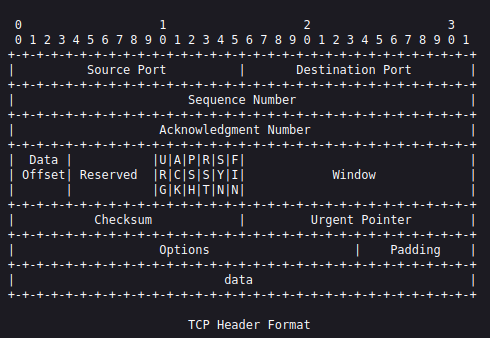 0                   1                   2                   3
 0 1 2 3 4 5 6 7 8 9 0 1 2 3 4 5 6 7 8 9 0 1 2 3 4 5 6 7 8 9 0 1
+-+-+-+-+-+-+-+-+-+-+-+-+-+-+-+-+-+-+-+-+-+-+-+-+-+-+-+-+-+-+-+-+
|          Source Port          |       Destination Port        |
+-+-+-+-+-+-+-+-+-+-+-+-+-+-+-+-+-+-+-+-+-+-+-+-+-+-+-+-+-+-+-+-+
|                        Sequence Number                        |
+-+-+-+-+-+-+-+-+-+-+-+-+-+-+-+-+-+-+-+-+-+-+-+-+-+-+-+-+-+-+-+-+
|                    Acknowledgment Number                      |
+-+-+-+-+-+-+-+-+-+-+-+-+-+-+-+-+-+-+-+-+-+-+-+-+-+-+-+-+-+-+-+-+
|  Data |           |U|A|P|R|S|F|                               |
| Offset| Reserved  |R|C|S|S|Y|I|            Window             |
|       |           |G|K|H|T|N|N|                               |
+-+-+-+-+-+-+-+-+-+-+-+-+-+-+-+-+-+-+-+-+-+-+-+-+-+-+-+-+-+-+-+-+
|           Checksum            |         Urgent Pointer        |
+-+-+-+-+-+-+-+-+-+-+-+-+-+-+-+-+-+-+-+-+-+-+-+-+-+-+-+-+-+-+-+-+
|                    Options                    |    Padding    |
+-+-+-+-+-+-+-+-+-+-+-+-+-+-+-+-+-+-+-+-+-+-+-+-+-+-+-+-+-+-+-+-+
|                             data                              |
+-+-+-+-+-+-+-+-+-+-+-+-+-+-+-+-+-+-+-+-+-+-+-+-+-+-+-+-+-+-+-+-+
                        TCP Header Format